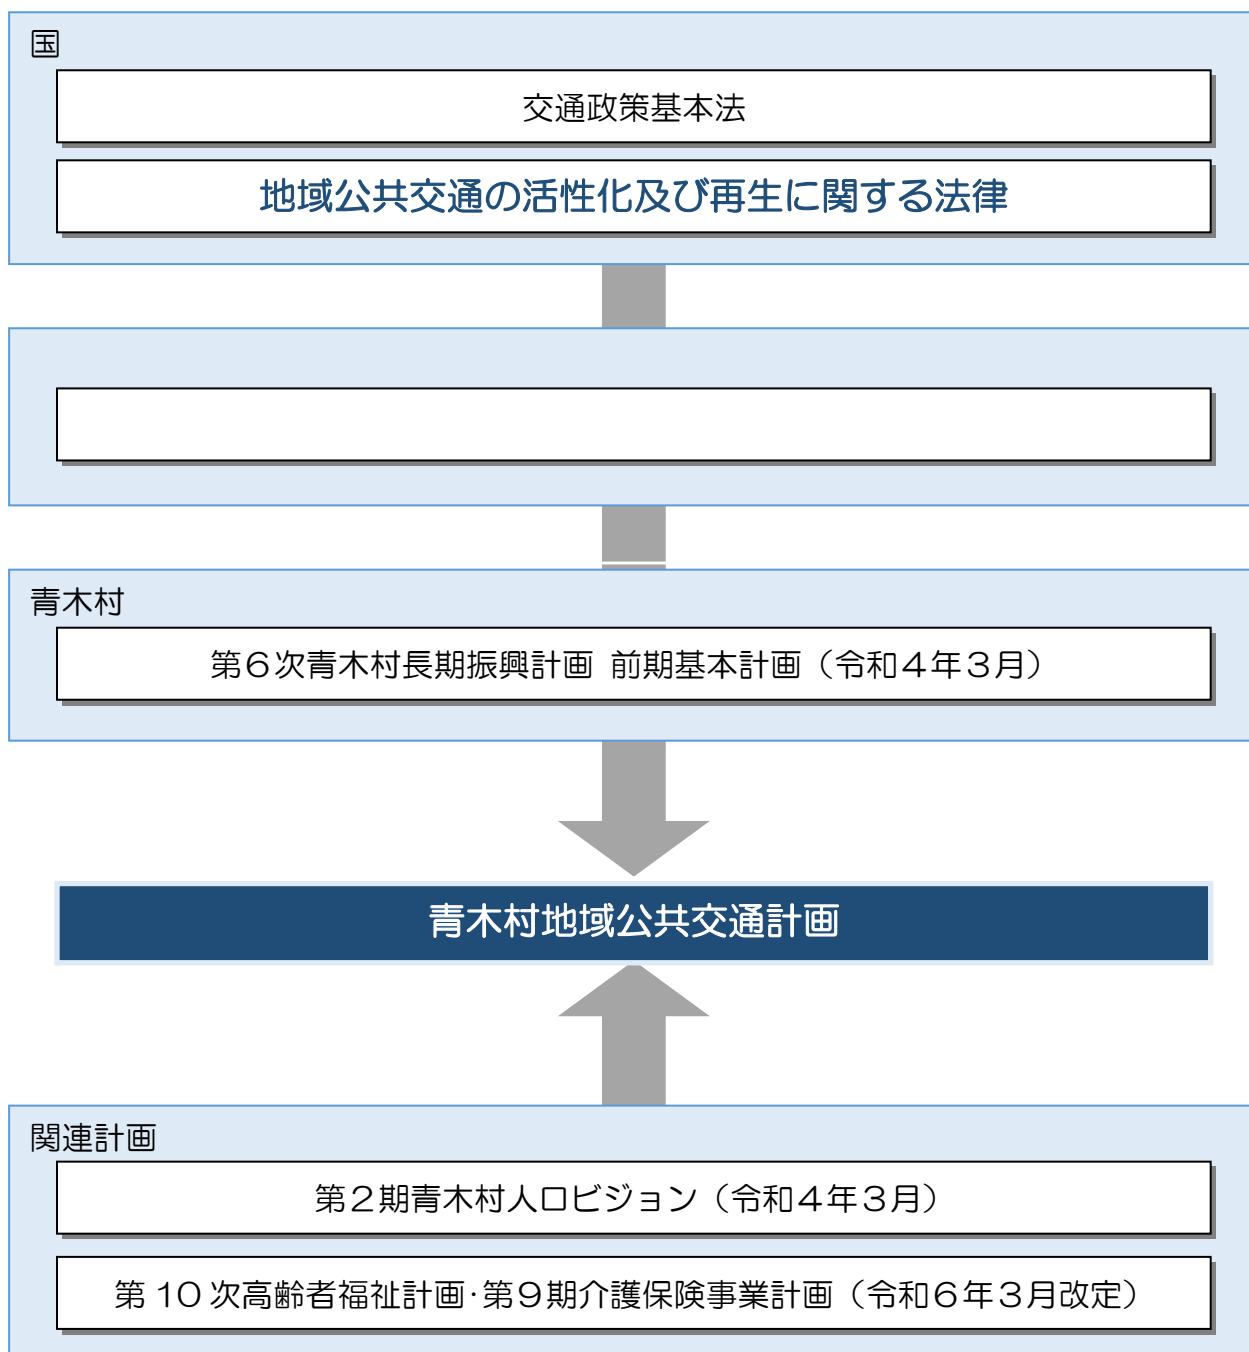 国
交通政策基本法
地域公共交通の活性化及び再生に関する法律
青木村
第６次青木村長期振興計画 前期基本計画（令和４年３月）
青木村地域公共交通計画
関連計画
第２期青木村人口ビジョン（令和４年３月）
第 10 次高齢者福祉計画・第９期介護保険事業計画（令和６年３月改定）